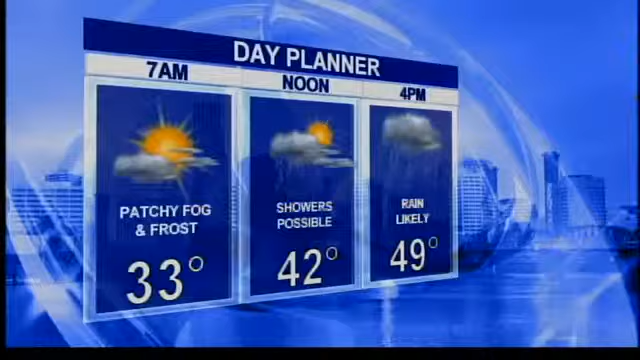 DAY PLANNER
7AM
NOON
4PM
PATCHY FOG
& FROST
SHOWERS
POSSIBLE
RAIN
LIKELY
33°
42°
49°